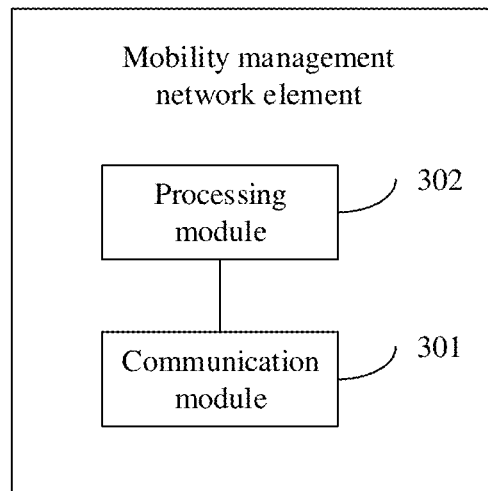 Mobility management
network element
Processing
module
302
Communication
module
301